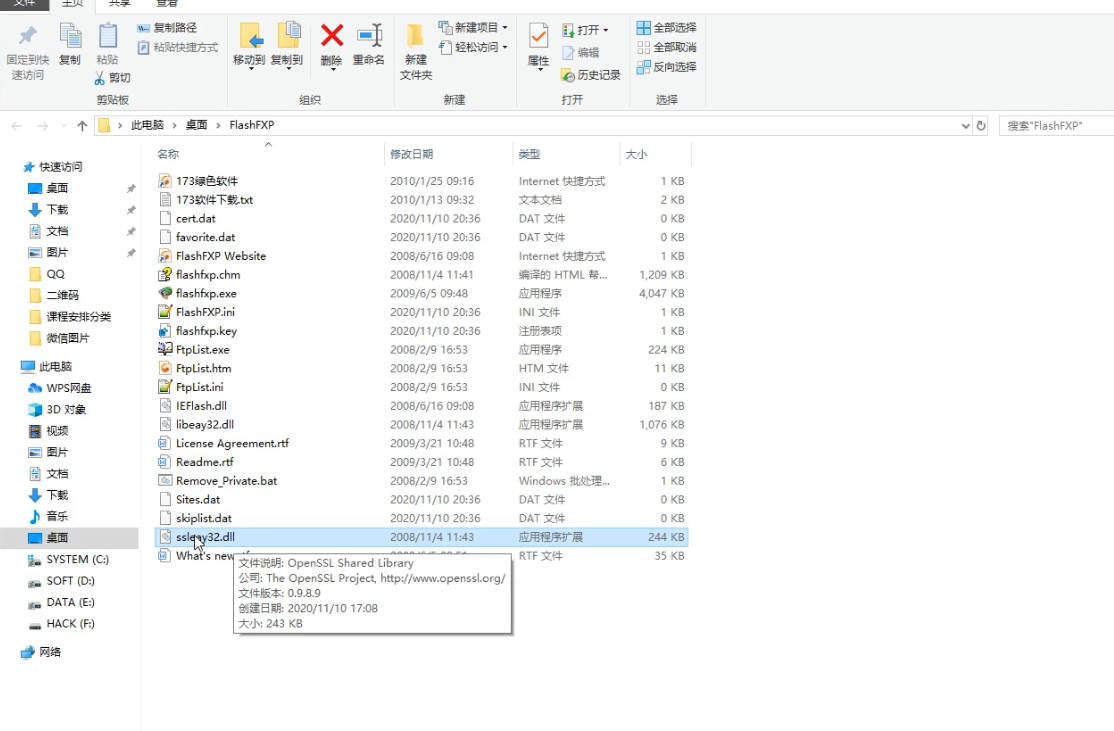 文件 主页 共享 查看
固定到快
速访问
复制
粘贴
复制路径
粘贴快捷方式
剪切
剪贴板
移动到 复制到 删除 重命名
组织
新建
文件夹
新建项目
轻松访问
新建
属性
打开
编辑
历史记录
打开
全部选择
全部取消
反向选择
选择
此电脑 > 桌面 > FlashFXP
搜索"FlashFXP"
快速访问
桌面
下载
文档
图片
QQ
二维码
课程安排分类
微信图片
此电脑
WPS网盘
3D 对象
视频
图片
文档
下载
音乐
桌面
SYSTEM (C:)
SOFT (D:)
DATA (E:)
HACK (F:)
网络
名称 修改日期 类型 大小
173绿色软件 2010/1/25 09:16 Internet 快捷方式 1 KB
173软件下载.txt 2010/1/13 09:32 文本文档 2 KB
cert.dat 2020/11/10 20:36 DAT 文件 0 KB
favorite.dat 2020/11/10 20:36 DAT 文件 0 KB
FlashFXP Website 2008/6/16 09:08 Internet 快捷方式 1 KB
flashfxp.chm 2008/11/4 11:41 编译的 HTML 帮... 1,209 KB
flashfxp.exe 2009/6/5 09:48 应用程序 4,047 KB
FlashFXP.ini 2020/11/10 20:36 INI 文件 1 KB
flashfxp.key 2020/11/10 20:36 注册表项 1 KB
FtpList.exe 2008/2/9 16:53 应用程序 224 KB
FtpList.htm 2008/2/9 16:53 HTM 文件 11 KB
FtpList.ini 2008/2/9 16:53 INI 文件 0 KB
IEFlash.dll 2008/6/16 09:08 应用程序扩展 187 KB
libeay32.dll 2008/11/4 11:43 应用程序扩展 1,076 KB
License Agreement.rtf 2009/3/21 10:48 RTF 文件 9 KB
Readme.rtf 2009/3/21 10:48 RTF 文件 6 KB
Remove_Private.bat 2008/2/9 16:53 Windows 批处理... 1 KB
Sites.dat 2020/11/10 20:36 DAT 文件 0 KB
skiplist.dat 2020/11/10 20:36 DAT 文件 0 KB
ssleay32.dll 2008/11/4 11:43 应用程序扩展 244 KB
What's new RTF 文件 35 KB
文件说明: OpenSSL Shared Library
公司: The OpenSSL Project, http://www.openssl.org/
文件版本: 0.9.8.9
创建日期: 2020/11/10 17:08
大小: 243 KB